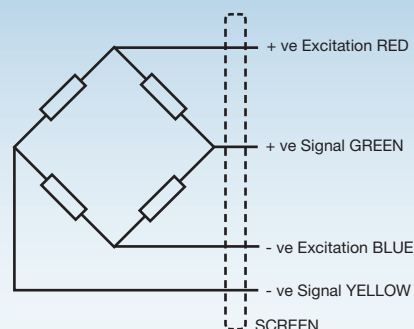 + ve Excitation RED
+ ve Signal GREEN
- ve Excitation BLUE
- ve Signal YELLOW
SCREEN